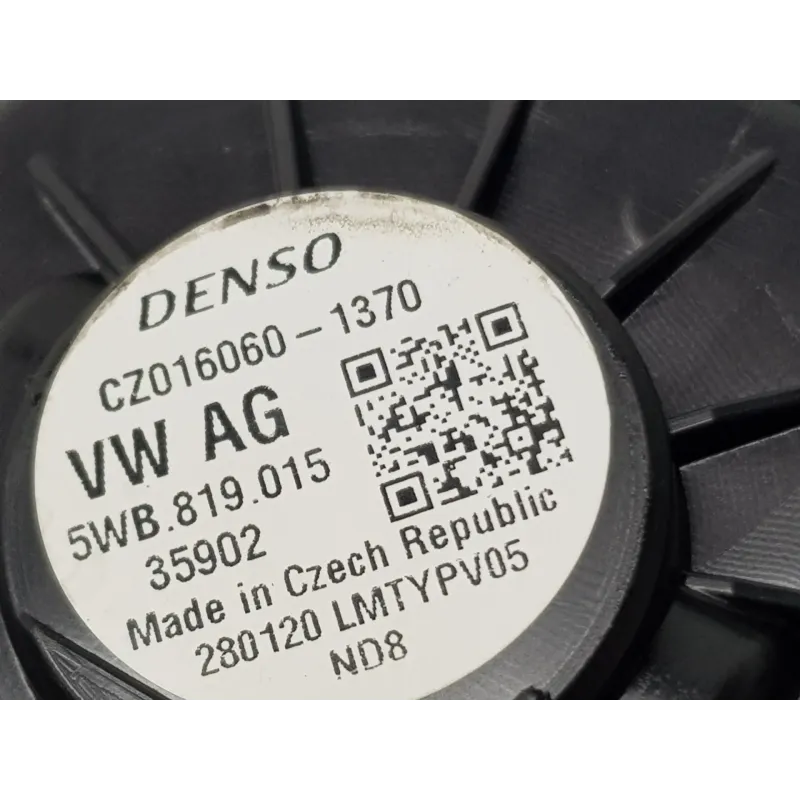 DENSO
CZ016060-1370
VW AG
5WB.819.015
35902
Made in Czech Republic
280120 LMTYPV05
ND8